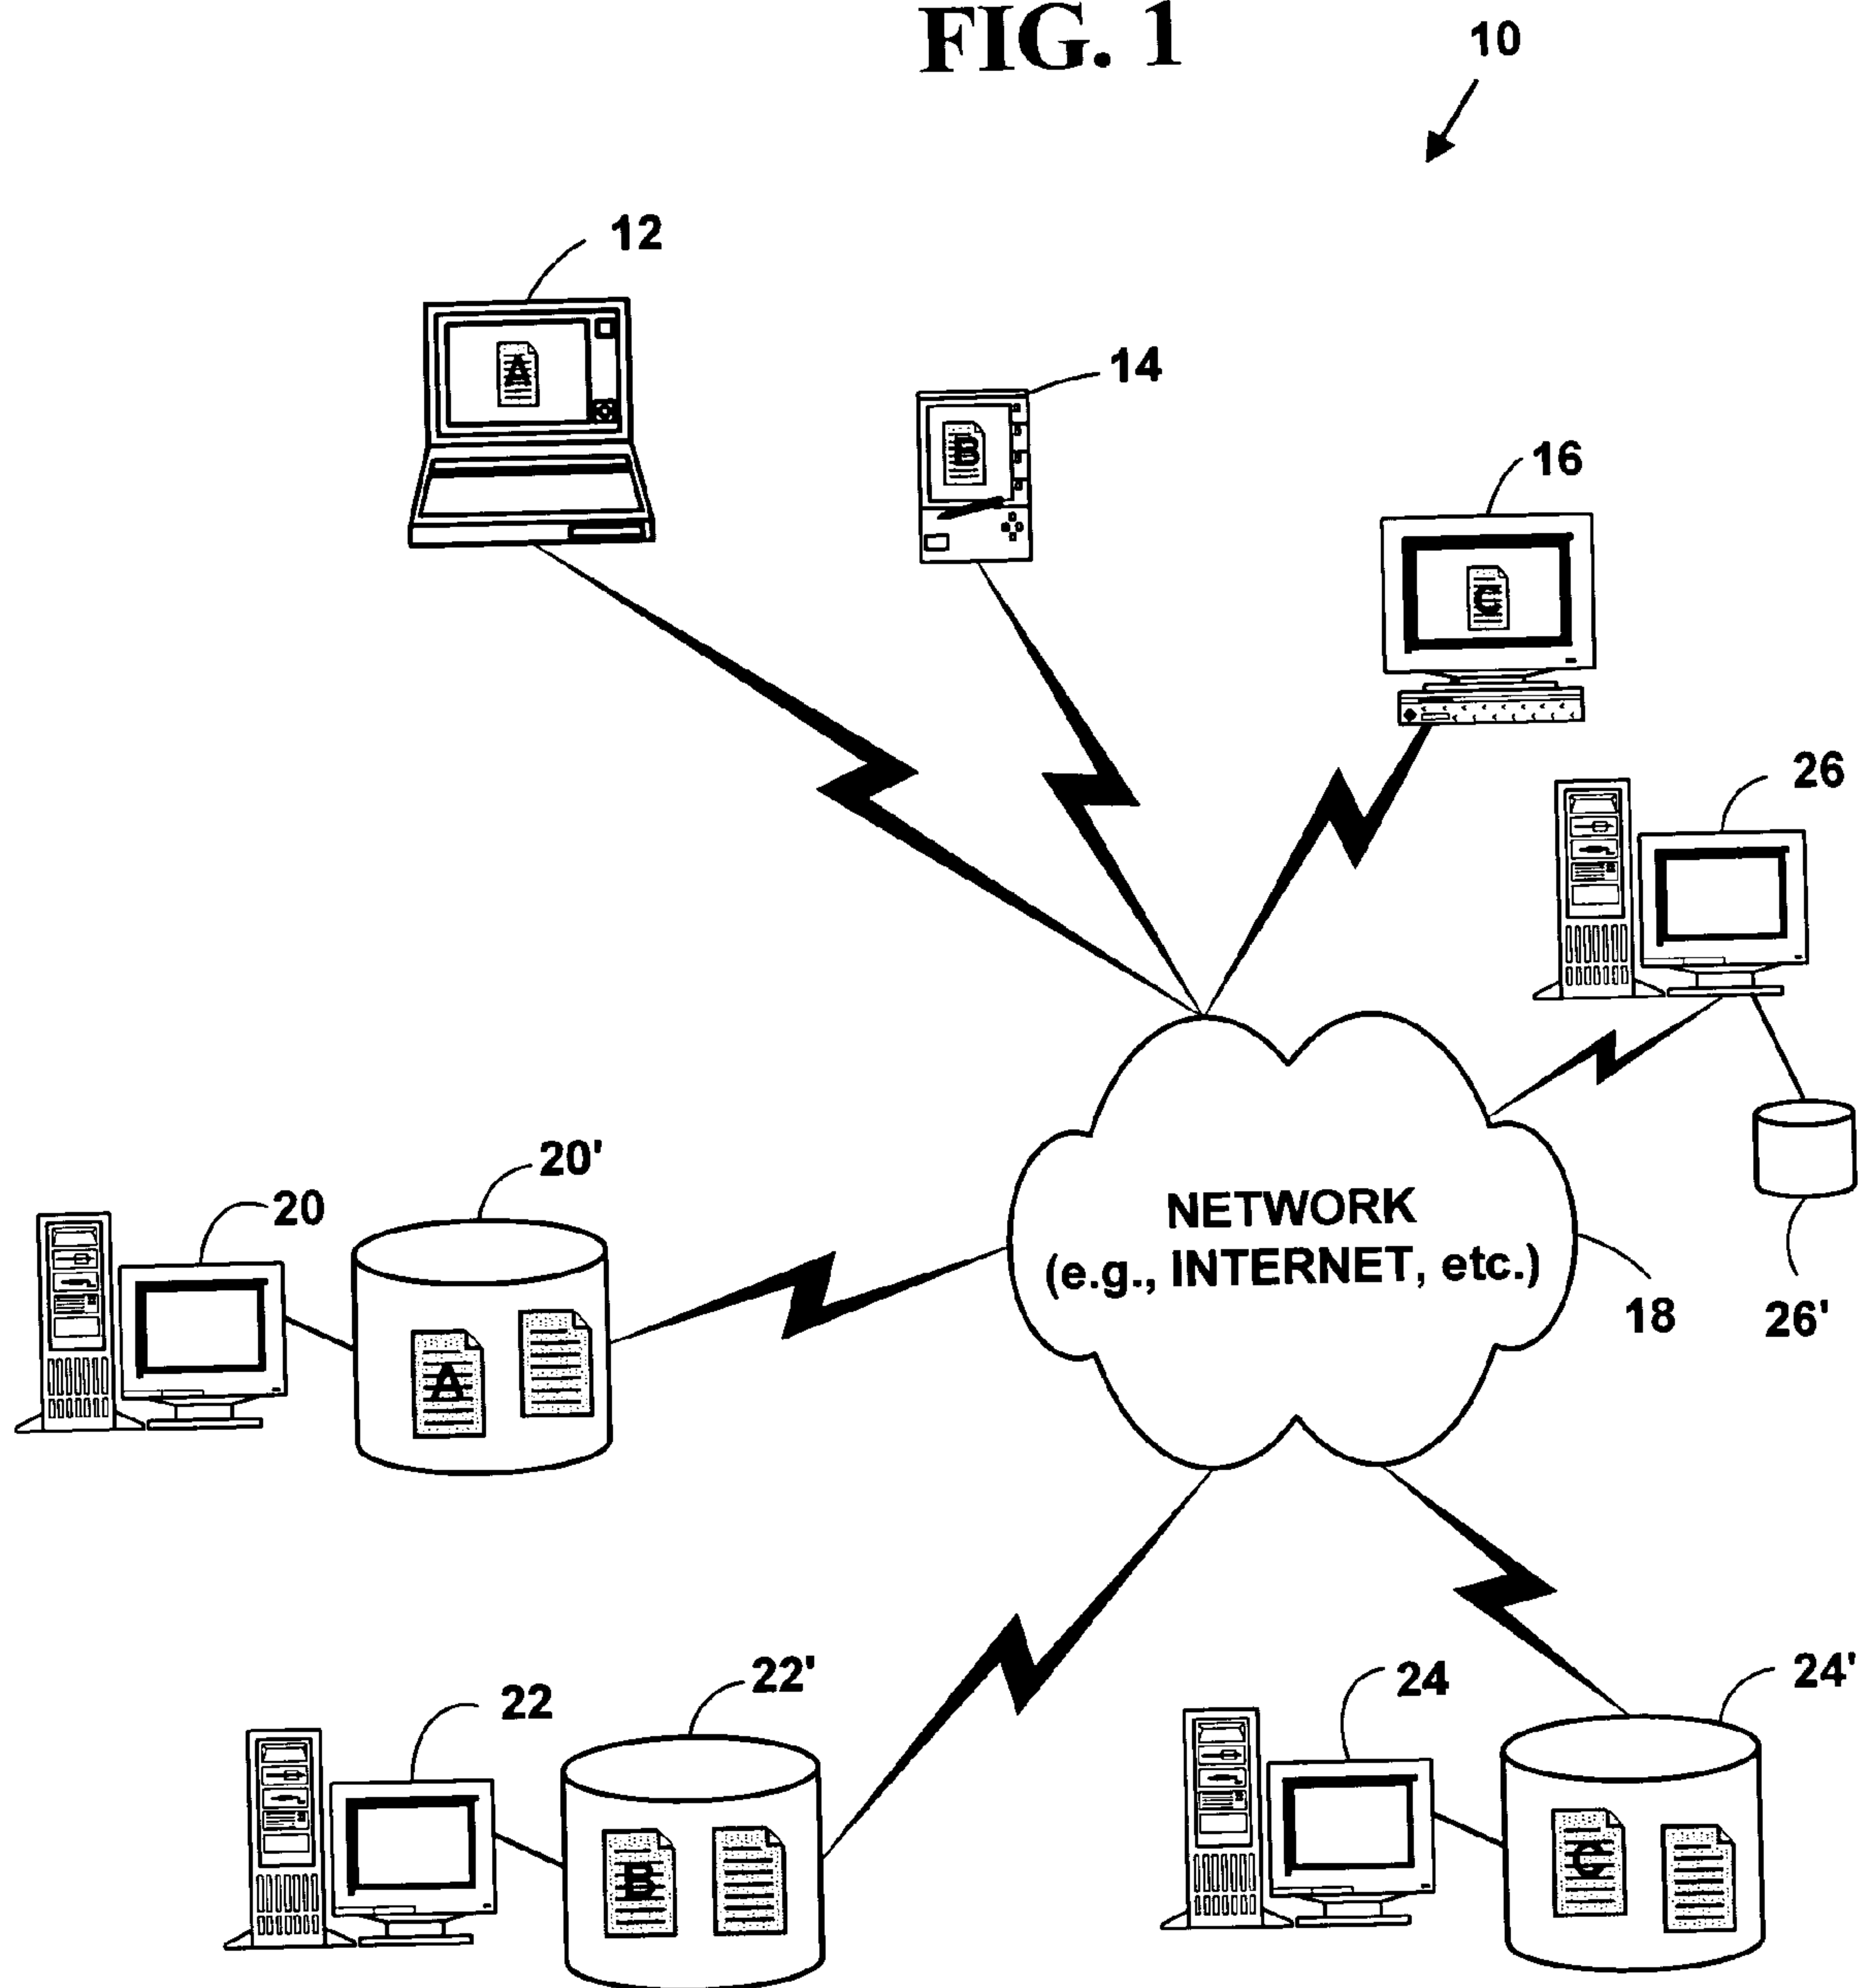 FIG. 1
10
12
A
14
B
16
C
26
20'
20
A
NETWORK
(e.g., INTERNET, etc.)
18
26'
22'
22
B
24
24'
C